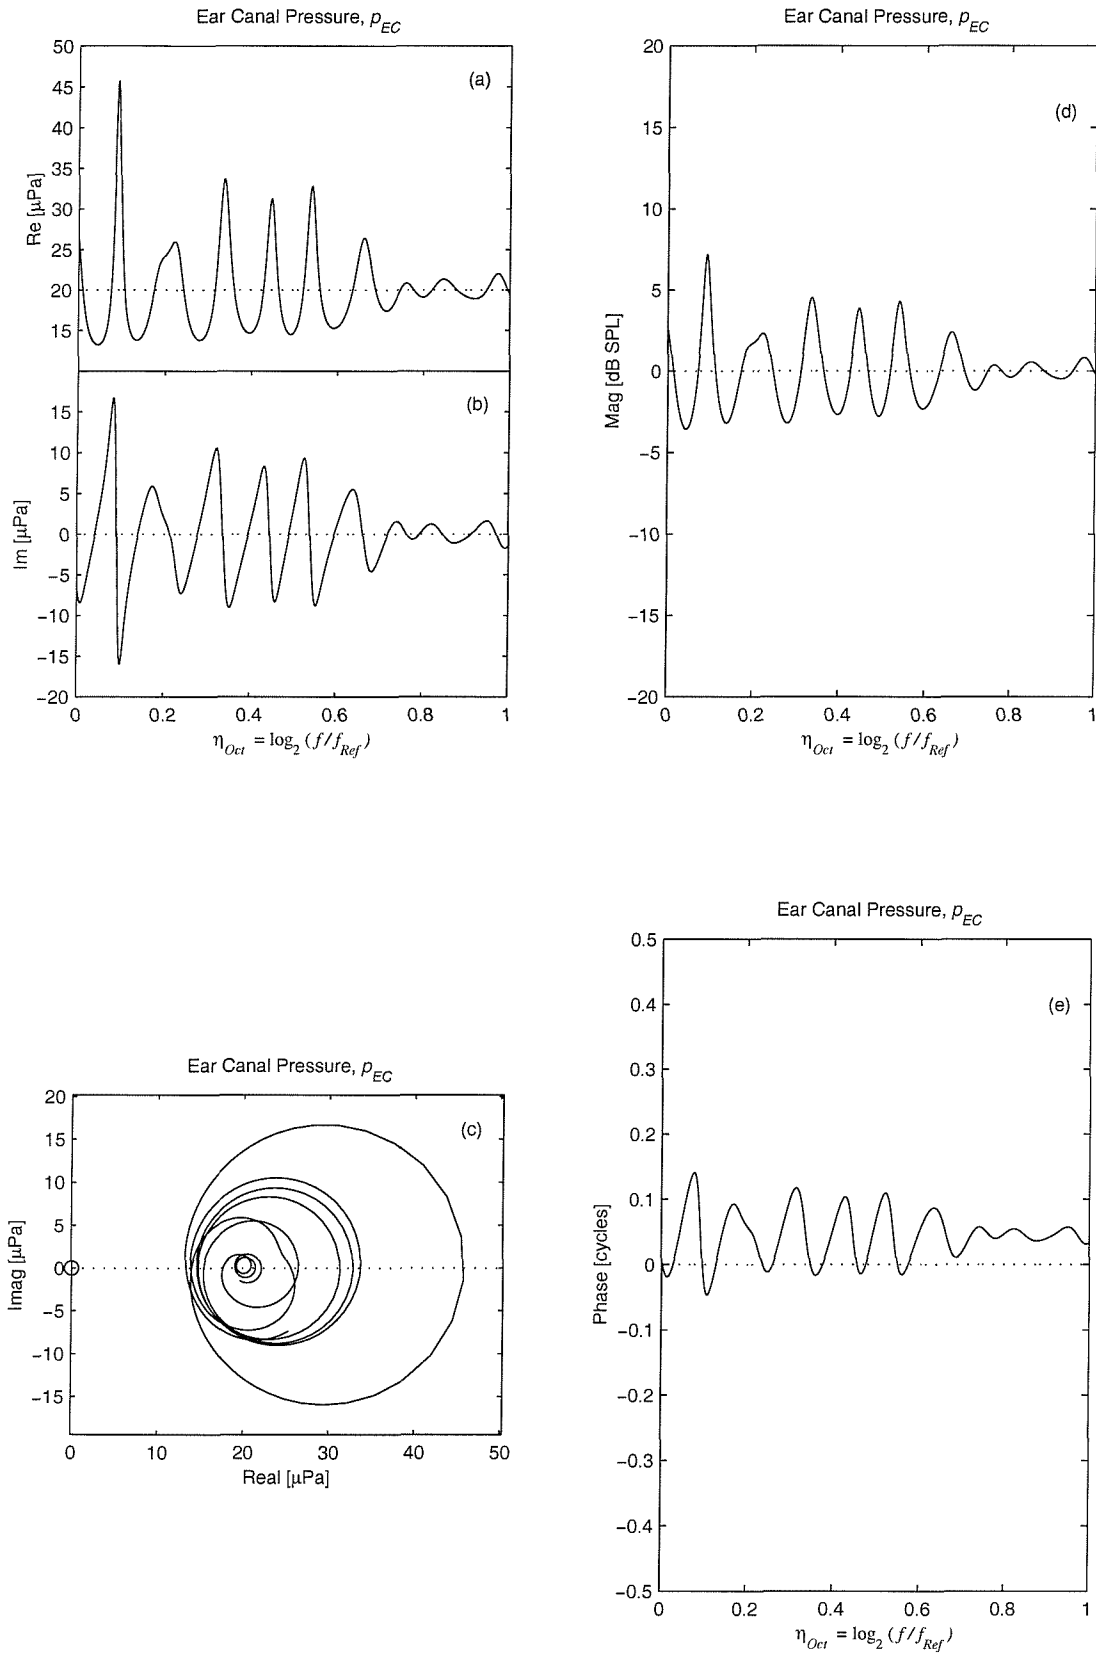 Ear Canal Pressure, p_EC
(a)
50
45
40
35
30
25
20
15
Re [μPa]
(b)
15
10
5
0
−5
−10
−15
−20
Im [μPa]
0 0.2 0.4 0.6 0.8 1
η_Oct = log_2 (f/f_Ref)
Ear Canal Pressure, p_EC
(d)
20
15
10
5
0
−5
−10
−15
−20
Mag [dB SPL]
0 0.2 0.4 0.6 0.8 1
η_Oct = log_2 (f/f_Ref)
Ear Canal Pressure, p_EC
(c)
20
15
10
5
0
−5
−10
−15
Imag [μPa]
0 10 20 30 40 50
Real [μPa]
Ear Canal Pressure, p_EC
(e)
0.5
0.4
0.3
0.2
0.1
0
−0.1
−0.2
−0.3
−0.4
−0.5
Phase [cycles]
0 0.2 0.4 0.6 0.8 1
η_Oct = log_2 (f/f_Ref)